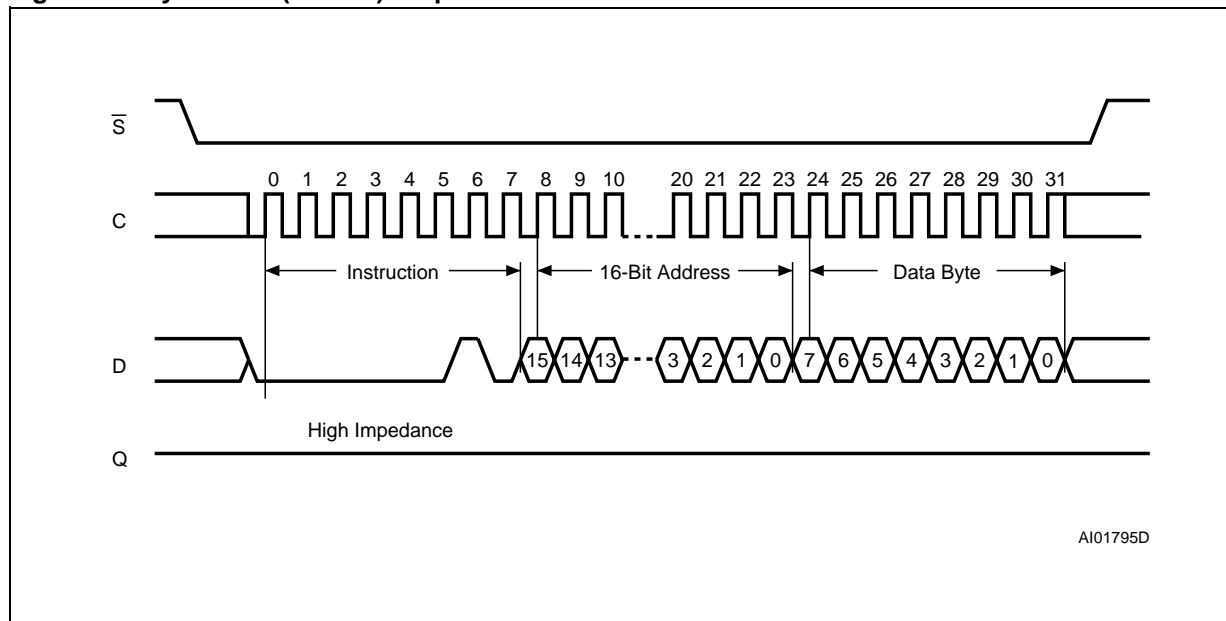 S
0 1 2 3 4 5 6 7 8 9 10 20 21 22 23 24 25 26 27 28 29 30 31
C
Instruction 16-Bit Address Data Byte
D 15 14 13 3 2 1 0 7 6 5 4 3 2 1 0
High Impedance
Q
AI01795D